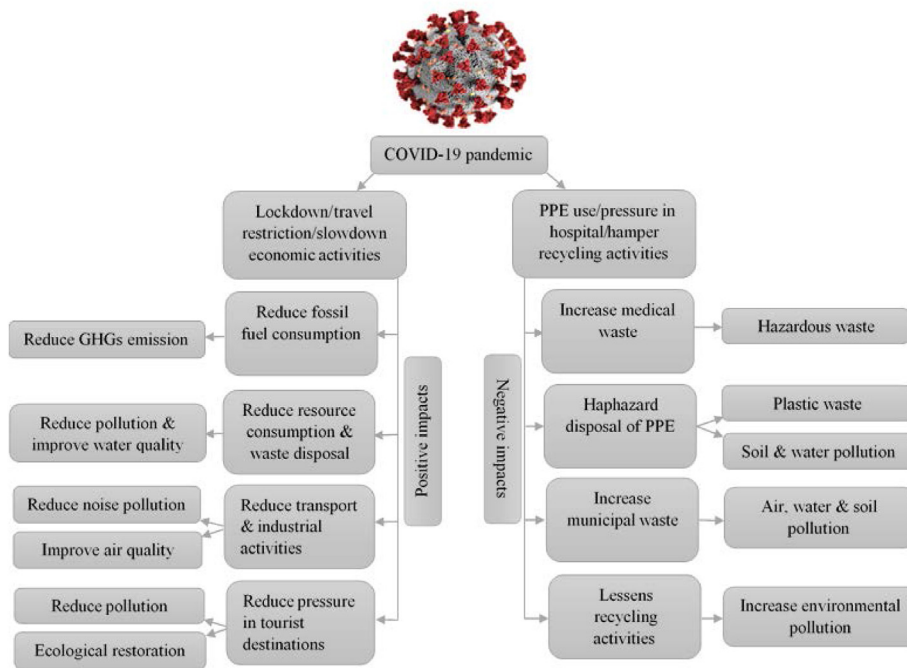 COVID-19 pandemic
Lockdown/travel
restriction/slowdown
economic activities
PPE use/pressure in
hospital/hamper
recycling activities
Reduce fossil
fuel consumption
Reduce GHGs emission
Reduce resource
consumption &
waste disposal
Reduce pollution &
improve water quality
Reduce transport
& industrial
activities
Reduce noise pollution
Improve air quality
Reduce pressure
in tourist
destinations
Reduce pollution
Ecological restoration
Positive impacts
Negative impacts
Increase medical
waste
Hazardous waste
Haphazard
disposal of PPE
Plastic waste
Soil & water pollution
Increase
municipal waste
Air, water & soil
pollution
Lessens
recycling
activities
Increase environmental
pollution